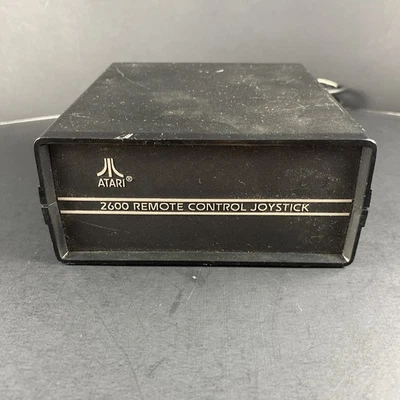 ATARI®
2600 REMOTE CONTROL JOYSTICK